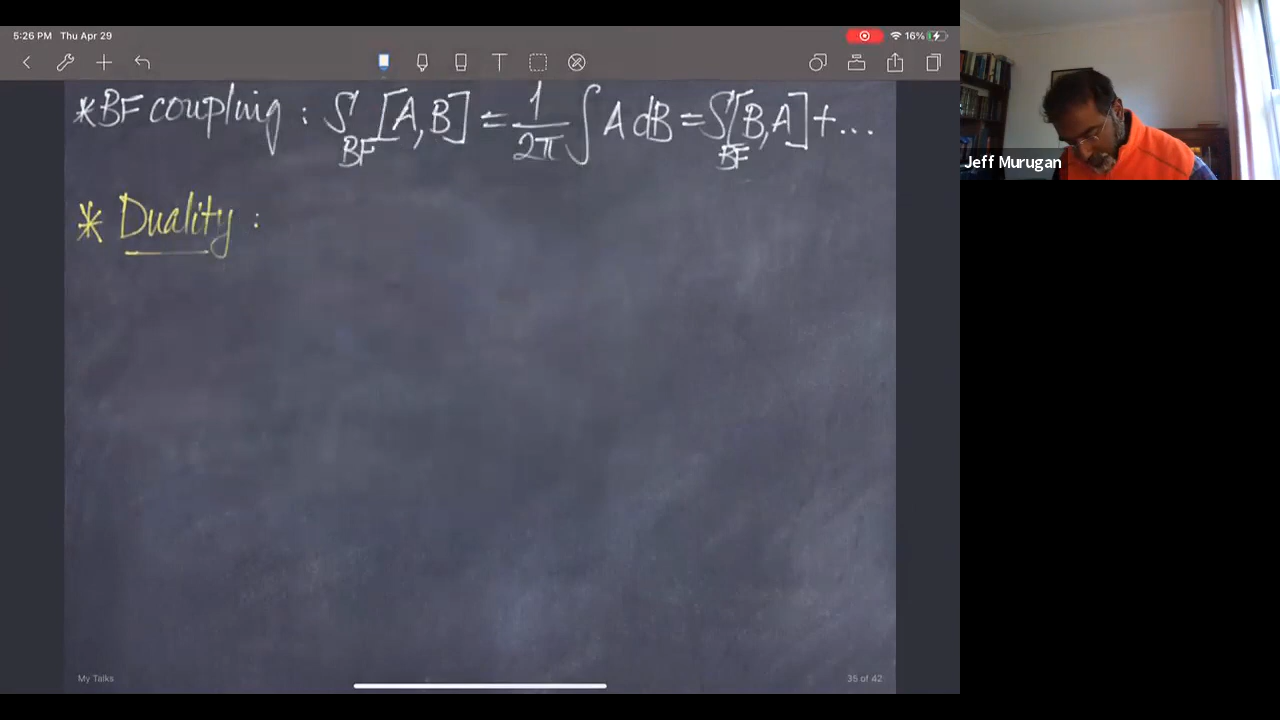 5:26 PM Thu Apr 29
16%
T
*BF coupling : S_BF [A,B] = 1/2π ∫ A dB = S_BF [B,A] + ...
Jeff Murugan
* Duality :
My Talks
35 of 42